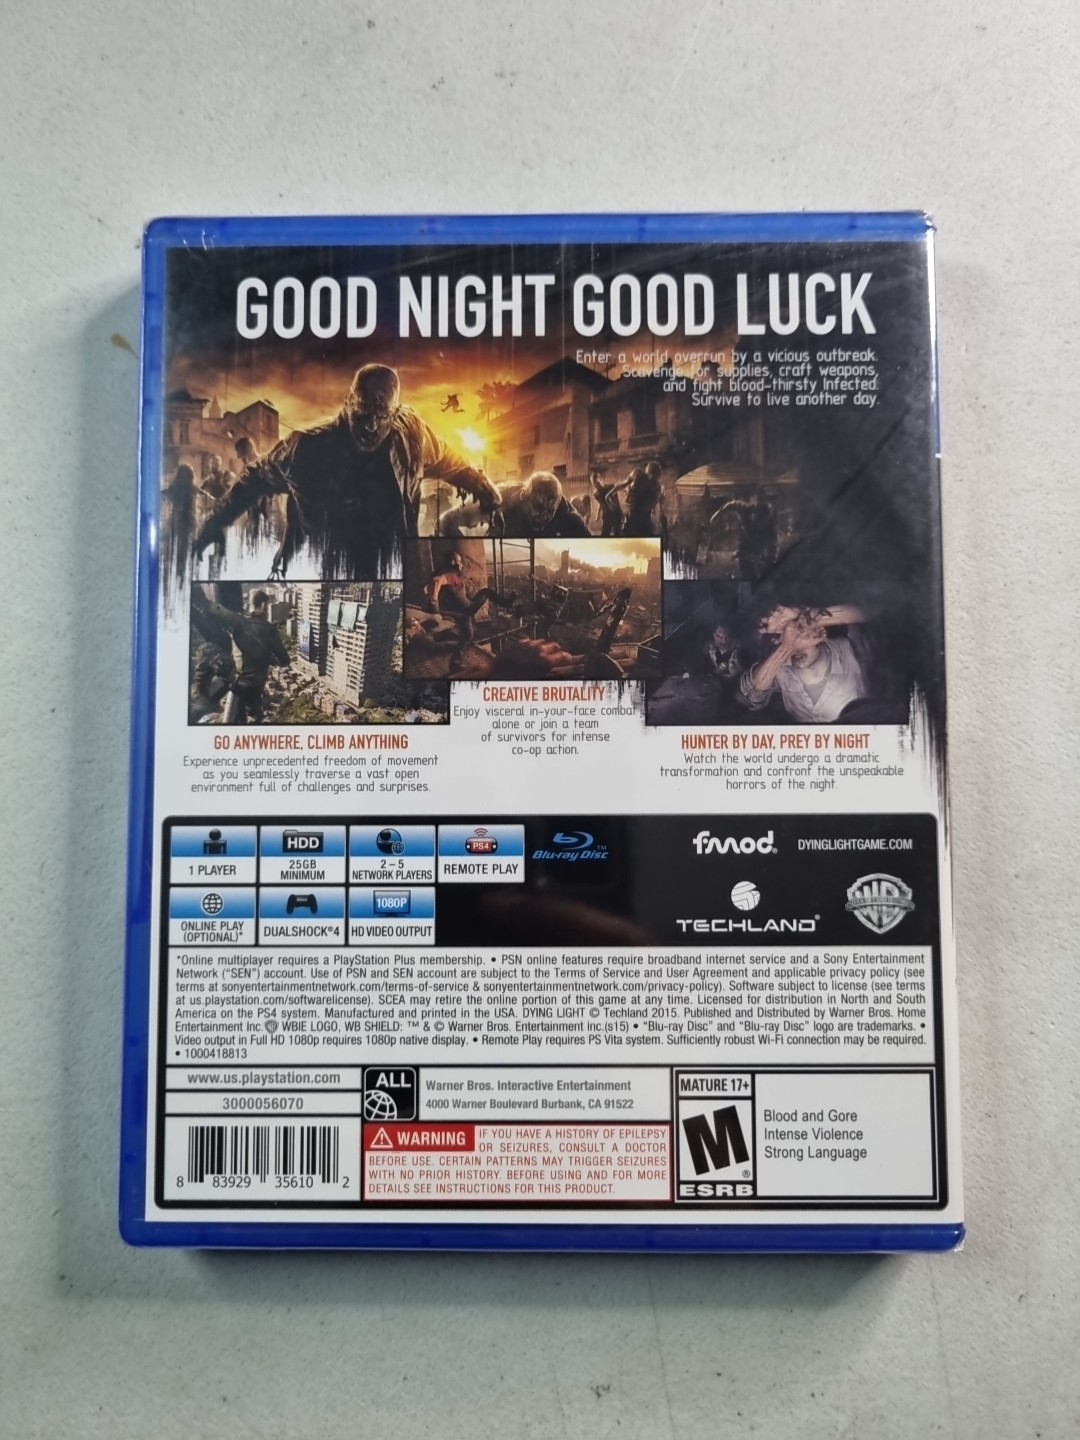 GOOD NIGHT GOOD LUCK
Enter a world overrun by a vicious outbreak.
Scavenge for supplies, craft weapons,
and fight blood-thirsty Infected.
Survive to live another day.
CREATIVE BRUTALITY
Enjoy visceral in-your-face combat
alone or join a team
of survivors for intense
co-op action.
GO ANYWHERE, CLIMB ANYTHING
Experience unprecedented freedom of movement
as you seamlessly traverse a vast open
environment full of challenges and surprises.
HUNTER BY DAY, PREY BY NIGHT
Watch the world undergo a dramatic
transformation and confront the unspeakable
horrors of the night.
1 PLAYER
HDD
25GB
MINIMUM
2–5
NETWORK PLAYERS
PS4
REMOTE PLAY
Blu-ray Disc™
fmod®
DYINGLIGHTGAME.COM
ONLINE PLAY
(OPTIONAL)*
DUALSHOCK®4
1080P
HD VIDEO OUTPUT
TECHLAND®
WB
*Online multiplayer requires a PlayStation Plus membership. • PSN online features require broadband internet service and a Sony Entertainment
Network ("SEN") account. Use of PSN and SEN account are subject to the Terms of Service and User Agreement and applicable privacy policy (see
terms at sonyentertainmentnetwork.com/terms-of-service & sonyentertainmentnetwork.com/privacy-policy). Software subject to license (see terms
at us.playstation.com/softwarelicense). SCEA may retire the online portion of this game at any time. Licensed for distribution in North and South
America on the PS4 system. Manufactured and printed in the USA. DYING LIGHT © Techland 2015. Published and Distributed by Warner Bros. Home
Entertainment Inc. WBIE LOGO, WB SHIELD: ™ & © Warner Bros. Entertainment Inc.(s15) • "Blu-ray Disc" and "Blu-ray Disc" logo are trademarks. •
Video output in Full HD 1080p requires 1080p native display. • Remote Play requires PS Vita system. Sufficiently robust Wi-Fi connection may be required.
• 1000418813
www.us.playstation.com
3000056070
8 83929 35610 2
ALL
Warner Bros. Interactive Entertainment
4000 Warner Boulevard Burbank, CA 91522
WARNING IF YOU HAVE A HISTORY OF EPILEPSY
OR SEIZURES, CONSULT A DOCTOR
BEFORE USE. CERTAIN PATTERNS MAY TRIGGER SEIZURES
WITH NO PRIOR HISTORY. BEFORE USING AND FOR MORE
DETAILS SEE INSTRUCTIONS FOR THIS PRODUCT.
MATURE 17+
M®
ESRB
Blood and Gore
Intense Violence
Strong Language